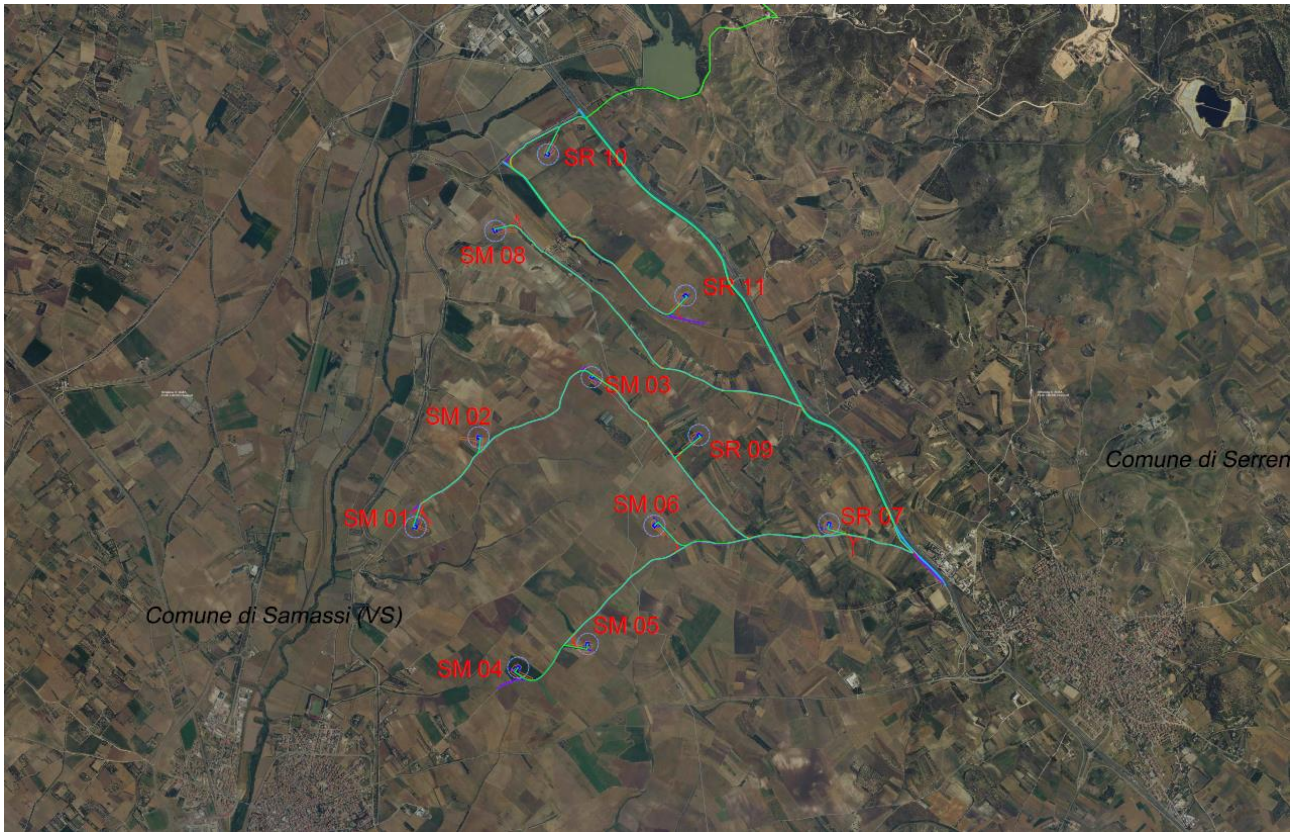 SR 10
SM 08
SR 11
SM 03
SM 02
SR 09
SM 01
SM 06
SR 07
Comune di Serren
Comune di Samassi (VS)
SM 05
SM 04